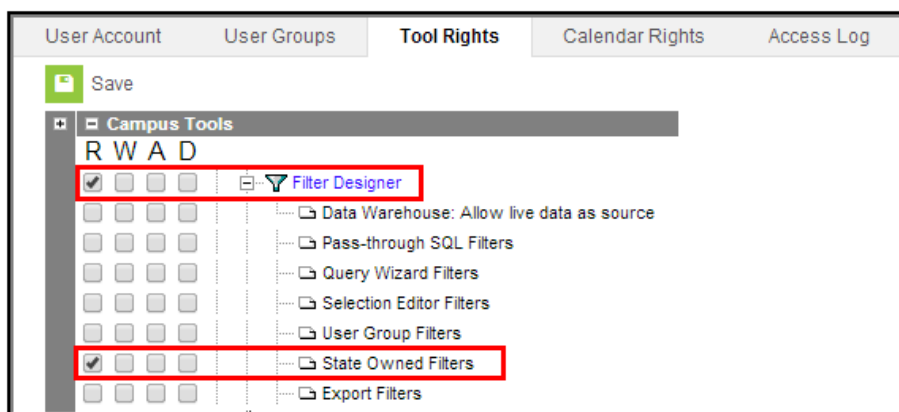 User Account User Groups Tool Rights Calendar Rights Access Log
Save
Campus Tools
R W A D
Filter Designer
Data Warehouse: Allow live data as source
Pass-through SQL Filters
Query Wizard Filters
Selection Editor Filters
User Group Filters
State Owned Filters
Export Filters